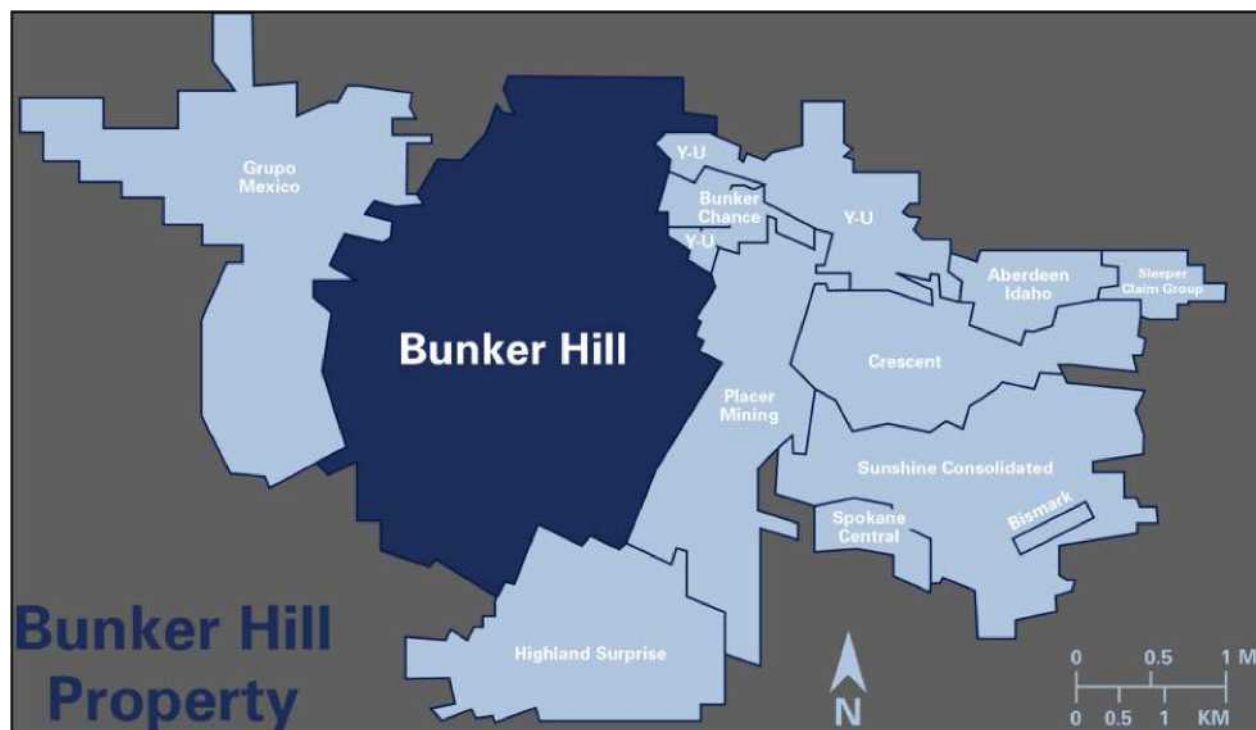 Grupo
Mexico
Y-U
Bunker
Chance
Y-U
Y-U
Aberdeen
Idaho
Sleeper
Claim Group
Bunker Hill
Crescent
Placer
Mining
Sunshine Consolidated
Bismark
Spokane
Central
Highland Surprise
Bunker Hill
Property
N
0 0.5 1 M
0 0.5 1 KM